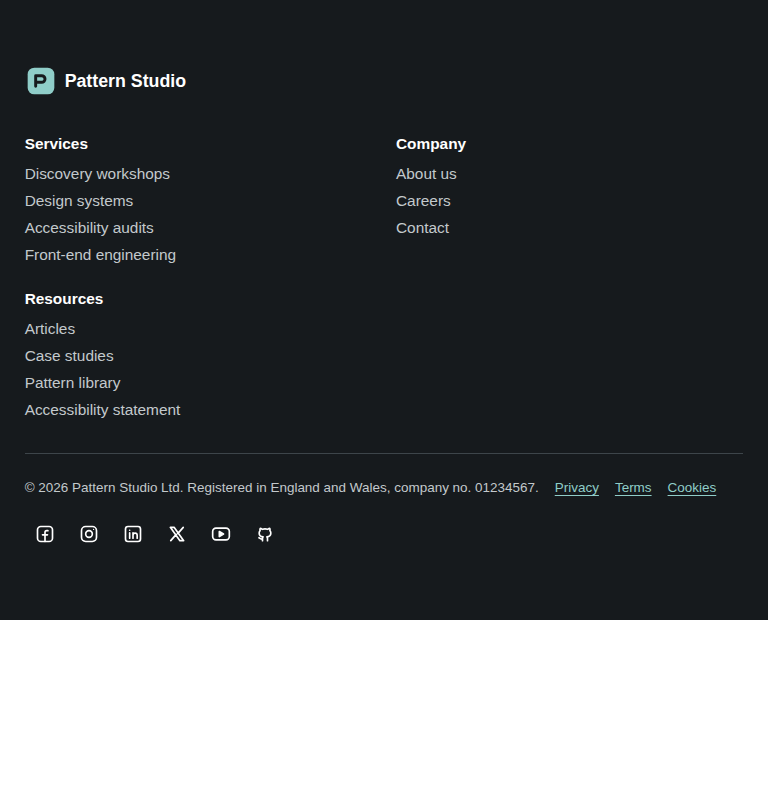 Pattern Studio
Services
Discovery workshops
Design systems
Accessibility audits
Front-end engineering
Company
About us
Careers
Contact
Resources
Articles
Case studies
Pattern library
Accessibility statement
© 2026 Pattern Studio Ltd. Registered in England and Wales, company no. 01234567. Privacy Terms Cookies